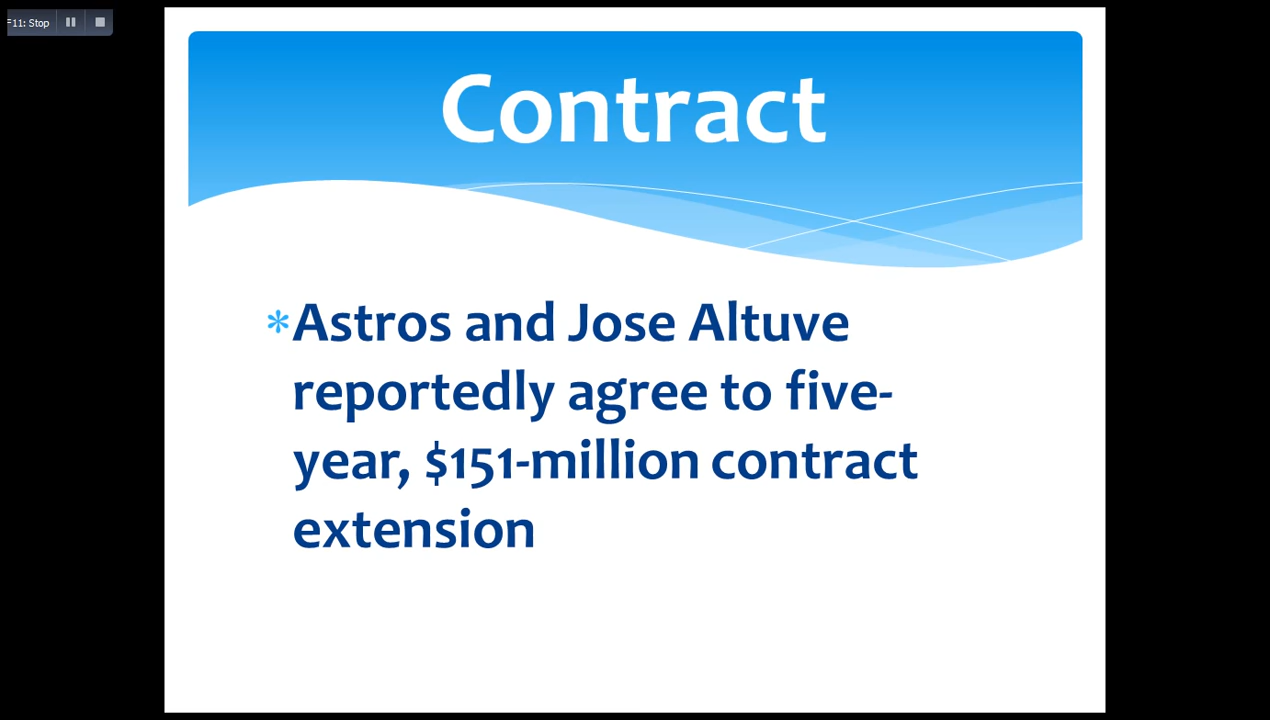 F11: Stop
Contract
*Astros and Jose Altuve
reportedly agree to five-
year, $151-million contract
extension